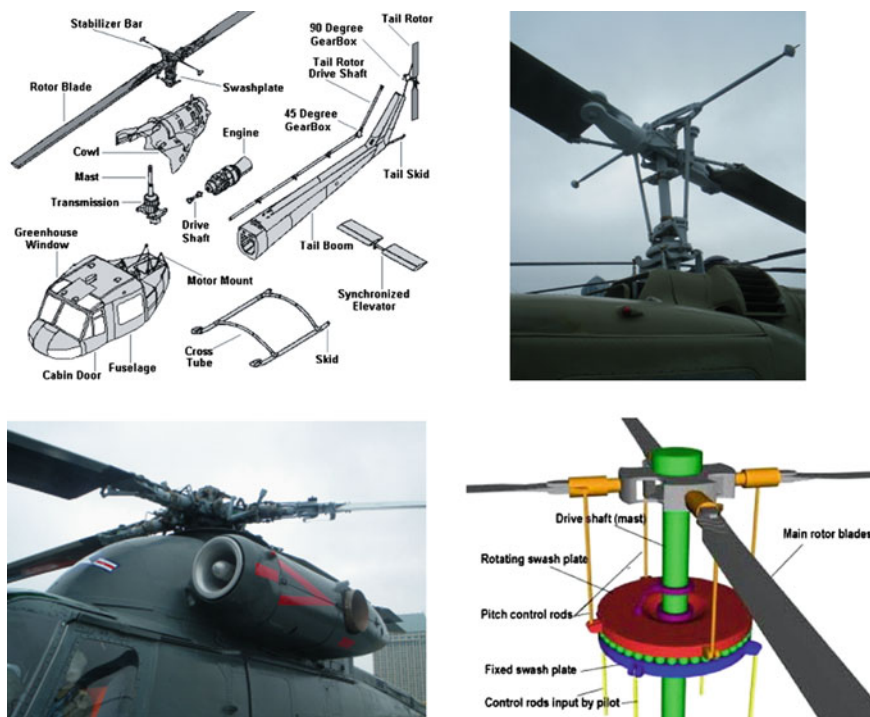 Stabilizer Bar
Rotor Blade
Swashplate
Cowl
Mast
Transmission
Engine
Drive
Shaft
90 Degree
GearBox
Tail Rotor
Tail Rotor
Drive Shaft
45 Degree
GearBox
Tail Skid
Tail Boom
Greenhouse
Window
Motor Mount
Synchronized
Elevator
Cross
Tube
Skid
Cabin Door
Fuselage
Drive shaft (mast)
Main rotor blades
Rotating swash plate
Pitch control rods
Fixed swash plate
Control rods input by pilot